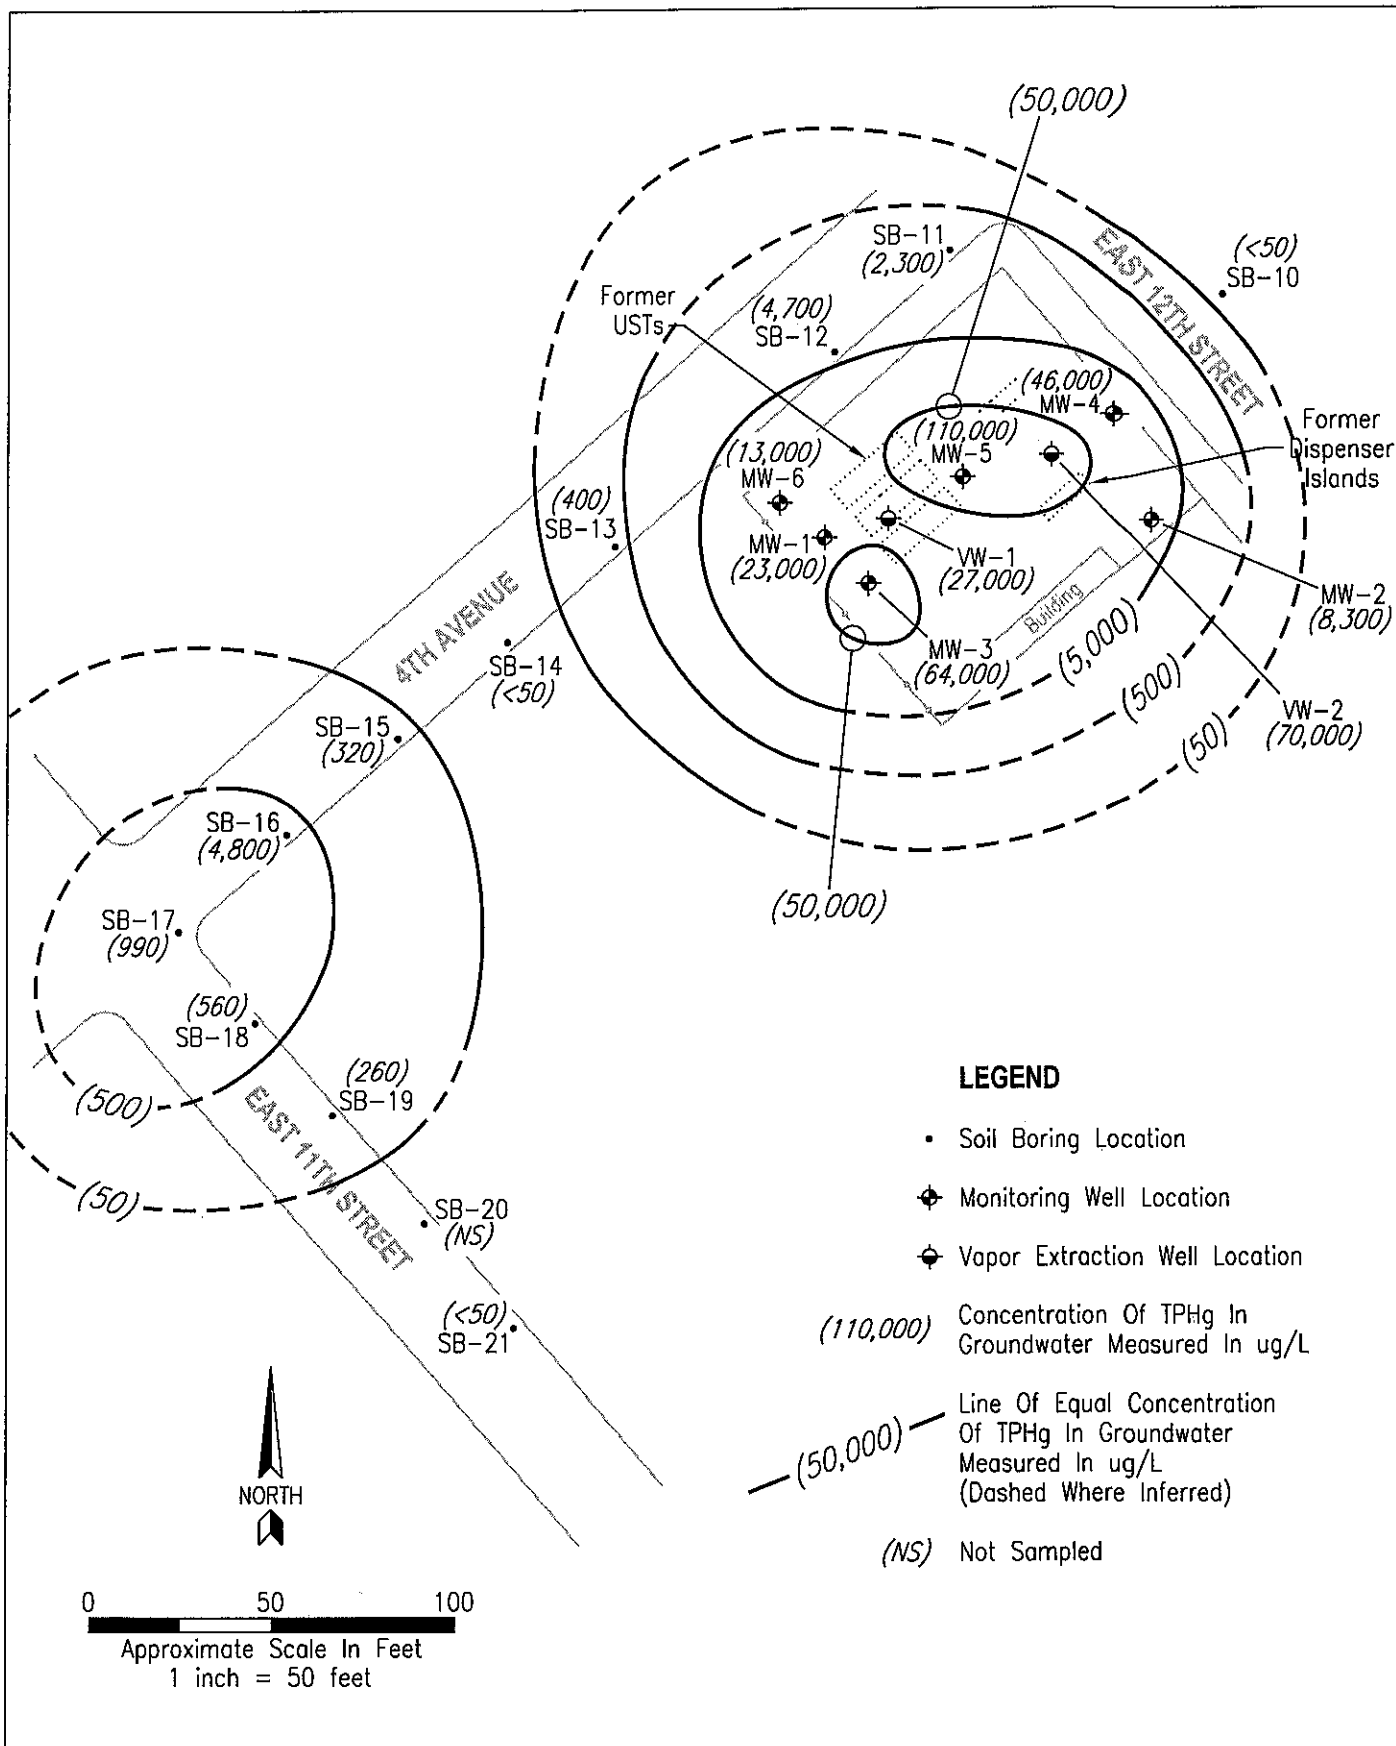 (50,000)
SB-11
(2,300)
EAST 12TH STREET
(<50)
SB-10
Former
USTs
(4,700)
SB-12
(46,000)
MW-4
Former
Dispenser
Islands
(110,000)
MW-5
(13,000)
MW-6
(400)
SB-13
MW-1
(23,000)
VW-1
(27,000)
Building
MW-2
(8,300)
4TH AVENUE
SB-14
(<50)
MW-3
(64,000)
(5,000)
(500)
(50)
VW-2
(70,000)
SB-15
(320)
SB-16
(4,800)
(50,000)
SB-17
(990)
(560)
SB-18
(260)
SB-19
(500)
(50)
EAST 11TH STREET
SB-20
(NS)
(<50)
SB-21
LEGEND
Soil Boring Location
Monitoring Well Location
Vapor Extraction Well Location
(110,000) Concentration Of TPHg In
Groundwater Measured In ug/L
(50,000) Line Of Equal Concentration
Of TPHg In Groundwater
Measured In ug/L
(Dashed Where Inferred)
(NS) Not Sampled
NORTH
0 50 100
Approximate Scale In Feet
1 inch = 50 feet